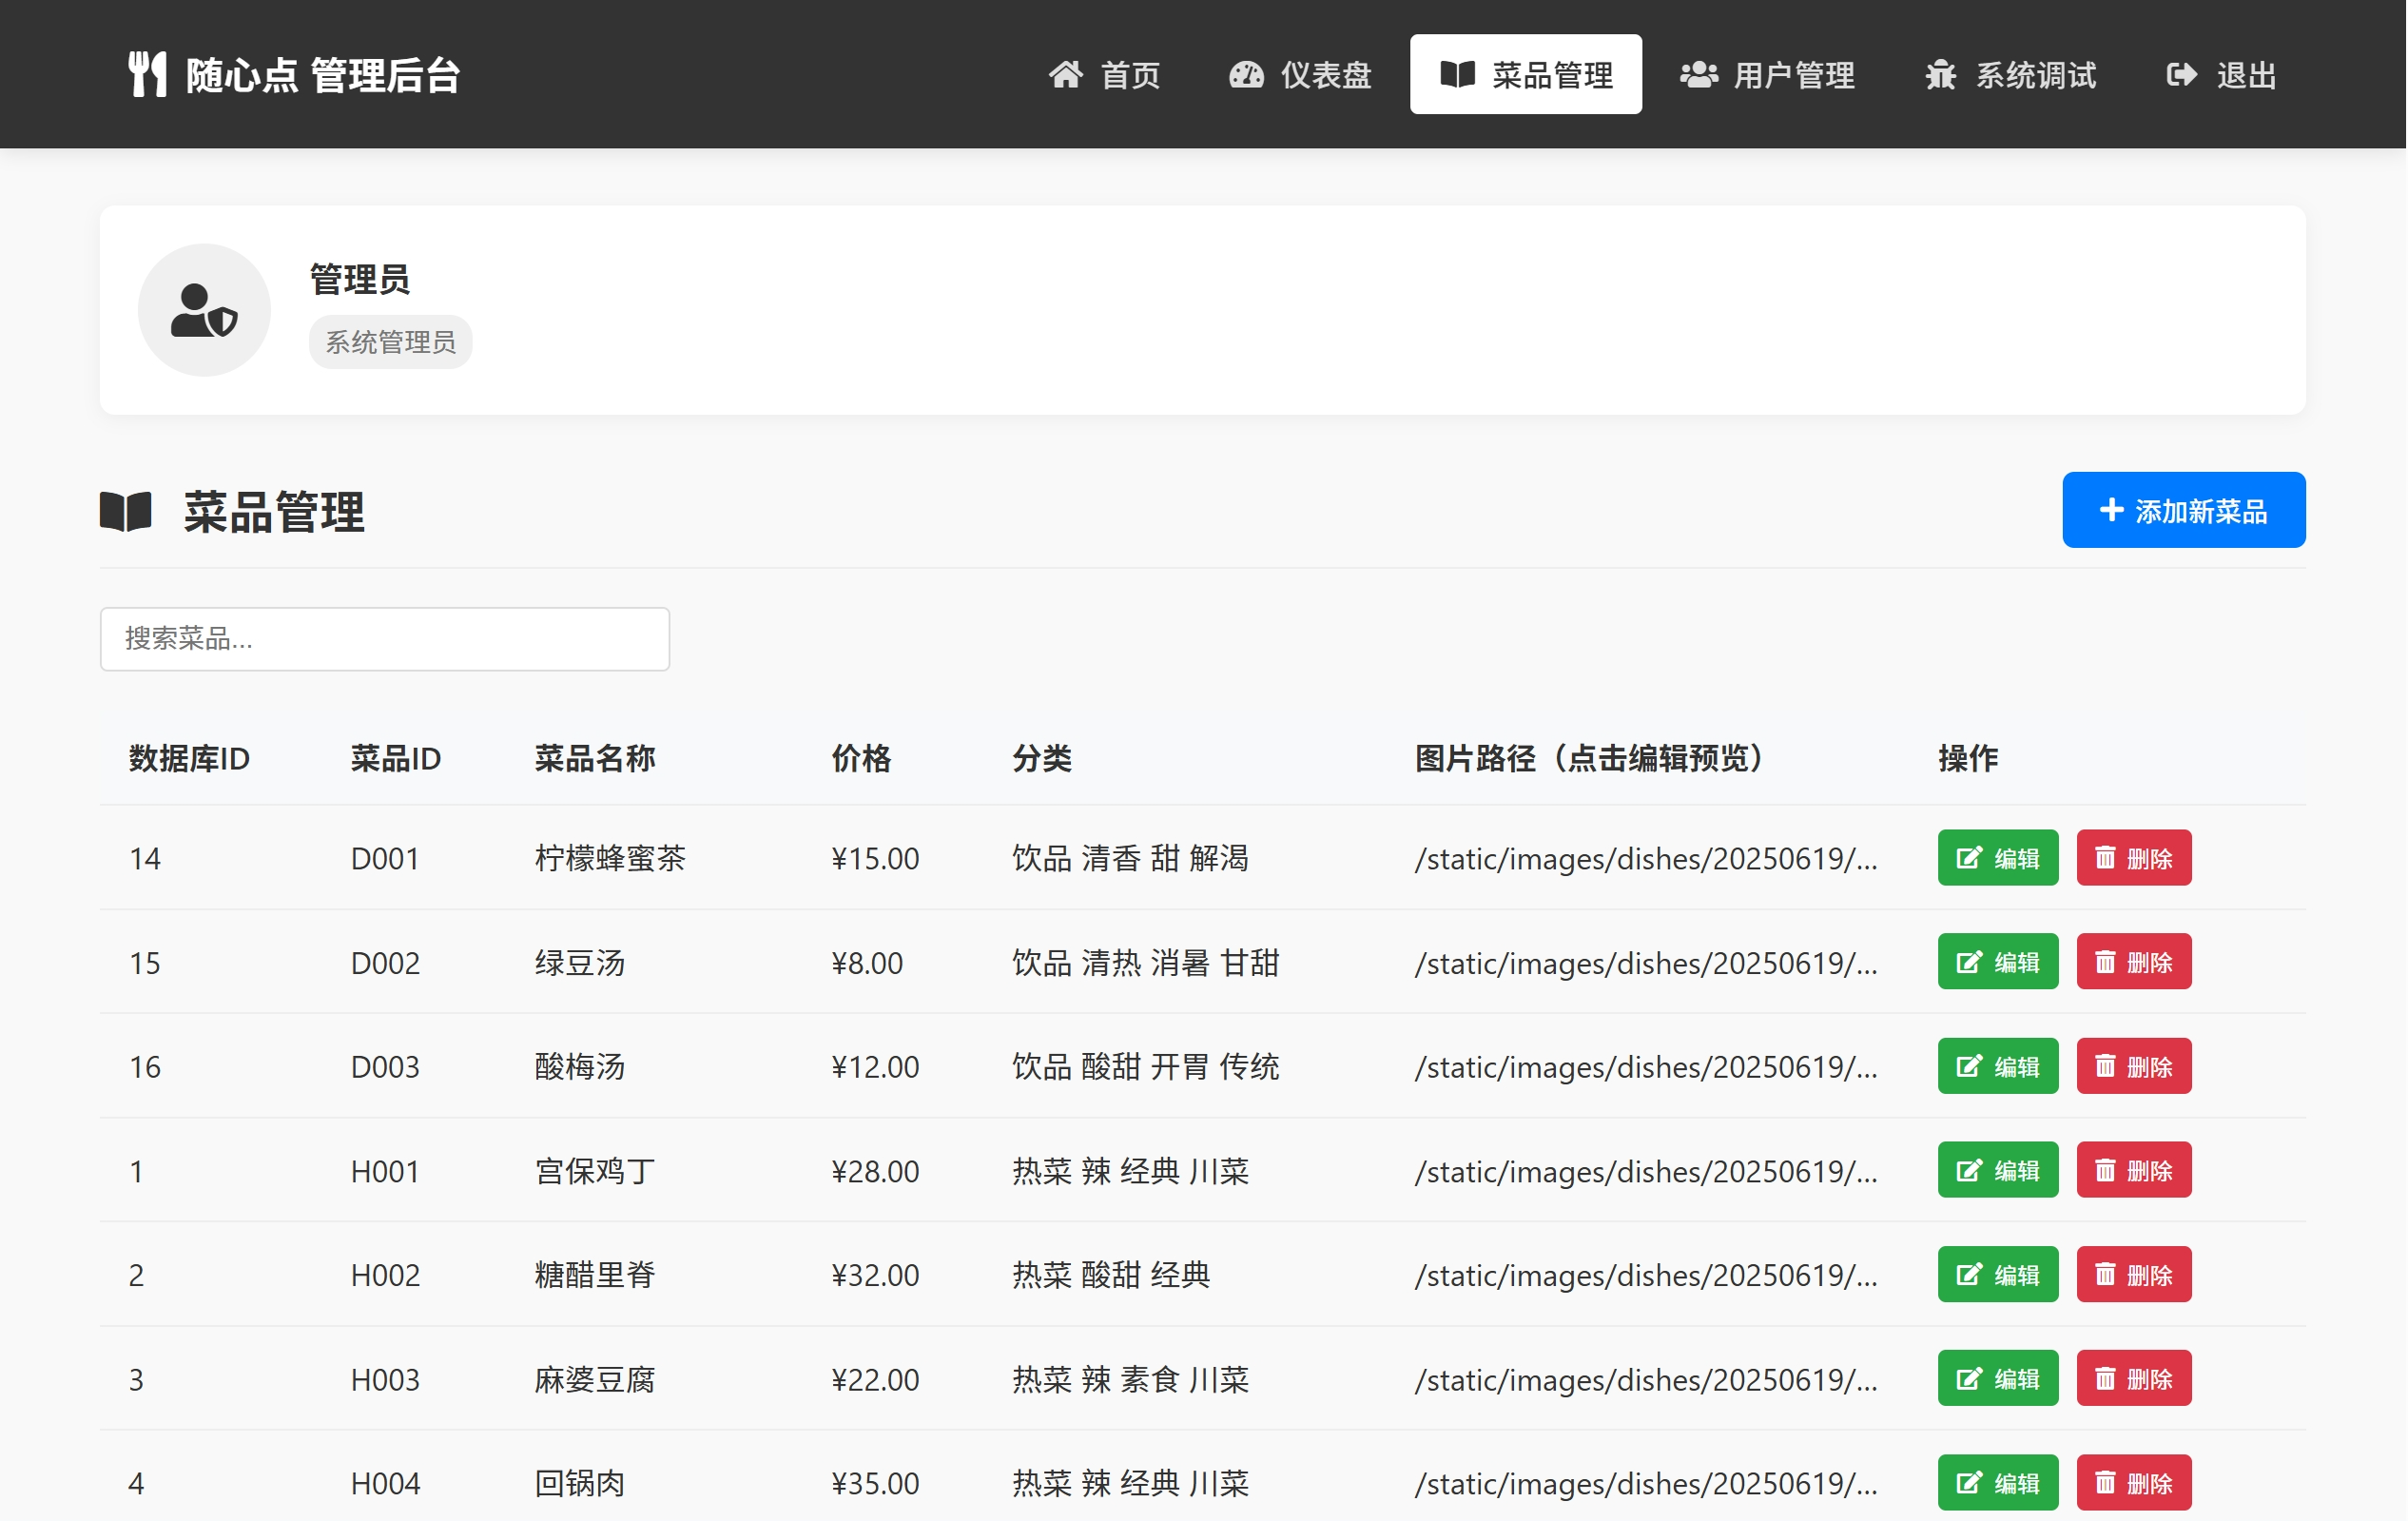 随心点 管理后台 首页 仪表盘 菜品管理 用户管理 系统调试 退出
管理员
系统管理员
菜品管理 添加新菜品
搜索菜品...
数据库ID 菜品ID 菜品名称 价格 分类 图片路径（点击编辑预览） 操作
14 D001 柠檬蜂蜜茶 ¥15.00 饮品 清香 甜 解渴 /static/images/dishes/20250619/... 编辑 删除
15 D002 绿豆汤 ¥8.00 饮品 清热 消暑 甘甜 /static/images/dishes/20250619/... 编辑 删除
16 D003 酸梅汤 ¥12.00 饮品 酸甜 开胃 传统 /static/images/dishes/20250619/... 编辑 删除
1 H001 宫保鸡丁 ¥28.00 热菜 辣 经典 川菜 /static/images/dishes/20250619/... 编辑 删除
2 H002 糖醋里脊 ¥32.00 热菜 酸甜 经典 /static/images/dishes/20250619/... 编辑 删除
3 H003 麻婆豆腐 ¥22.00 热菜 辣 素食 川菜 /static/images/dishes/20250619/... 编辑 删除
4 H004 回锅肉 ¥35.00 热菜 辣 经典 川菜 /static/images/dishes/20250619/... 编辑 删除